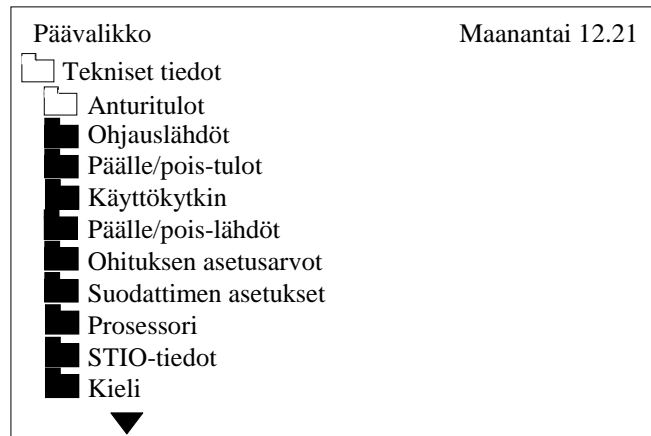 Päävalikko Maanantai 12.21
Tekniset tiedot
Anturitulot
Ohjauslähdöt
Päälle/pois-tulot
Käyttökytkin
Päälle/pois-lähdöt
Ohituksen asetusarvot
Suodattimen asetukset
Prosessori
STIO-tiedot
Kieli